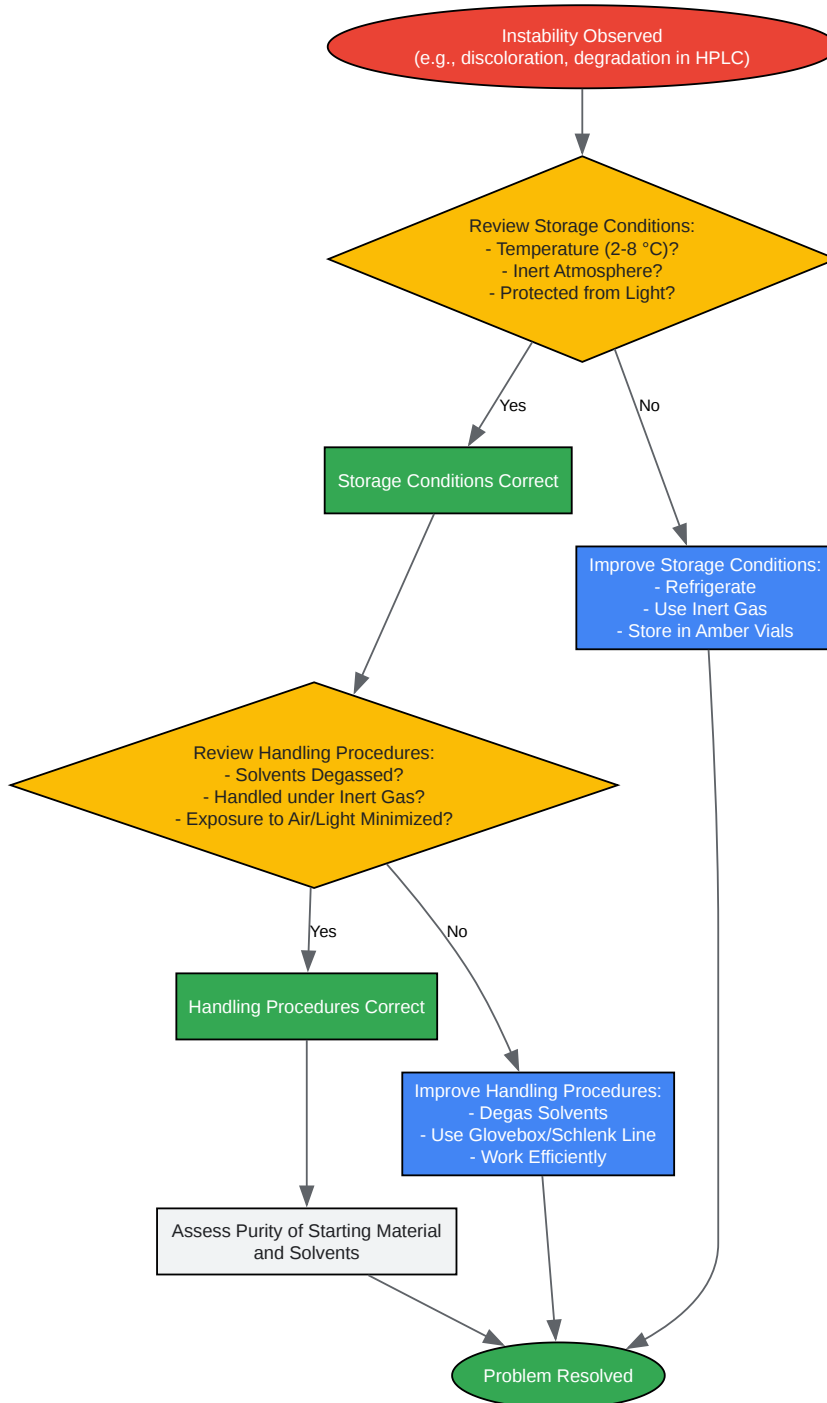 Instability Observed
(e.g., discoloration, degradation in HPLC)
Review Storage Conditions:
- Temperature (2-8 °C)?
- Inert Atmosphere?
- Protected from Light?
Yes
No
Storage Conditions Correct
Improve Storage Conditions:
- Refrigerate
- Use Inert Gas
- Store in Amber Vials
Review Handling Procedures:
- Solvents Degassed?
- Handled under Inert Gas?
- Exposure to Air/Light Minimized?
Yes
No
Handling Procedures Correct
Improve Handling Procedures:
- Degas Solvents
- Use Glovebox/Schlenk Line
- Work Efficiently
Assess Purity of Starting Material
and Solvents
Problem Resolved